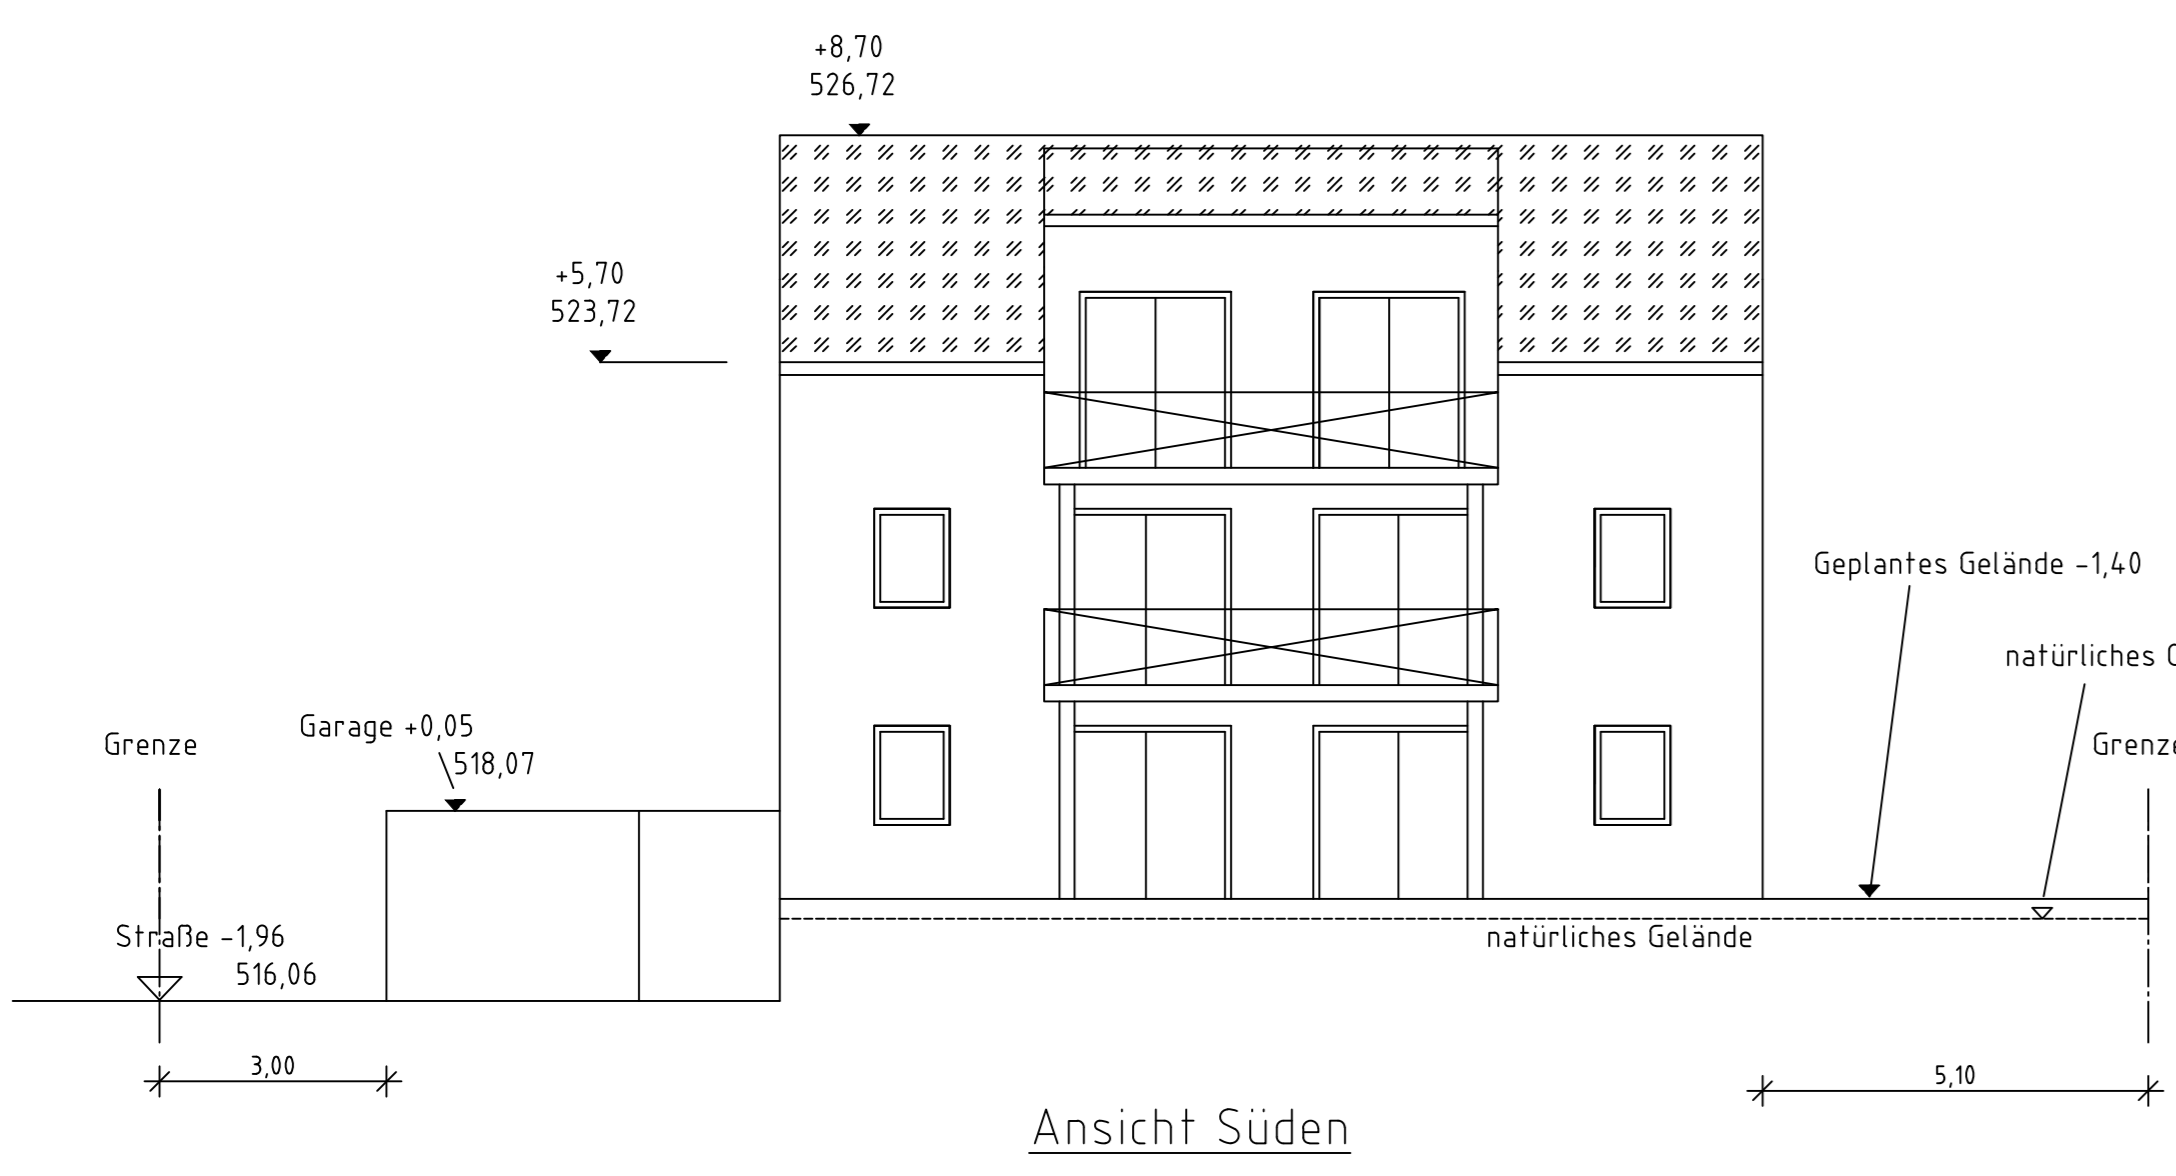 +8,70
526,72
+5,70
523,72
Geplantes Gelände -1,40
natürliches
Garage +0,05
518,07
Grenze
Grenze
Straße -1,96
516,06
natürliches Gelände
3,00
5,10
Ansicht Süden